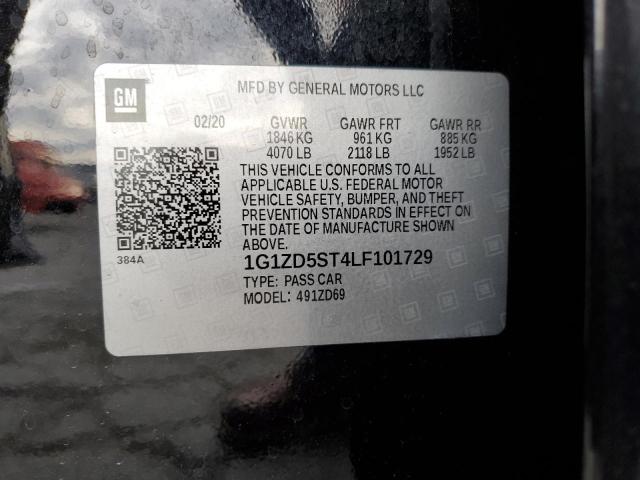 GM
MFD BY GENERAL MOTORS LLC
02/20 GVWR GAWR FRT GAWR RR
1846 KG 961 KG 885 KG
4070 LB 2118 LB 1952 LB
THIS VEHICLE CONFORMS TO ALL
APPLICABLE U.S. FEDERAL MOTOR
VEHICLE SAFETY, BUMPER, AND THEFT
PREVENTION STANDARDS IN EFFECT ON
THE DATE OF MANUFACTURE SHOWN
ABOVE.
384A
1G1ZD5ST4LF101729
TYPE: PASS CAR
MODEL: 491ZD69